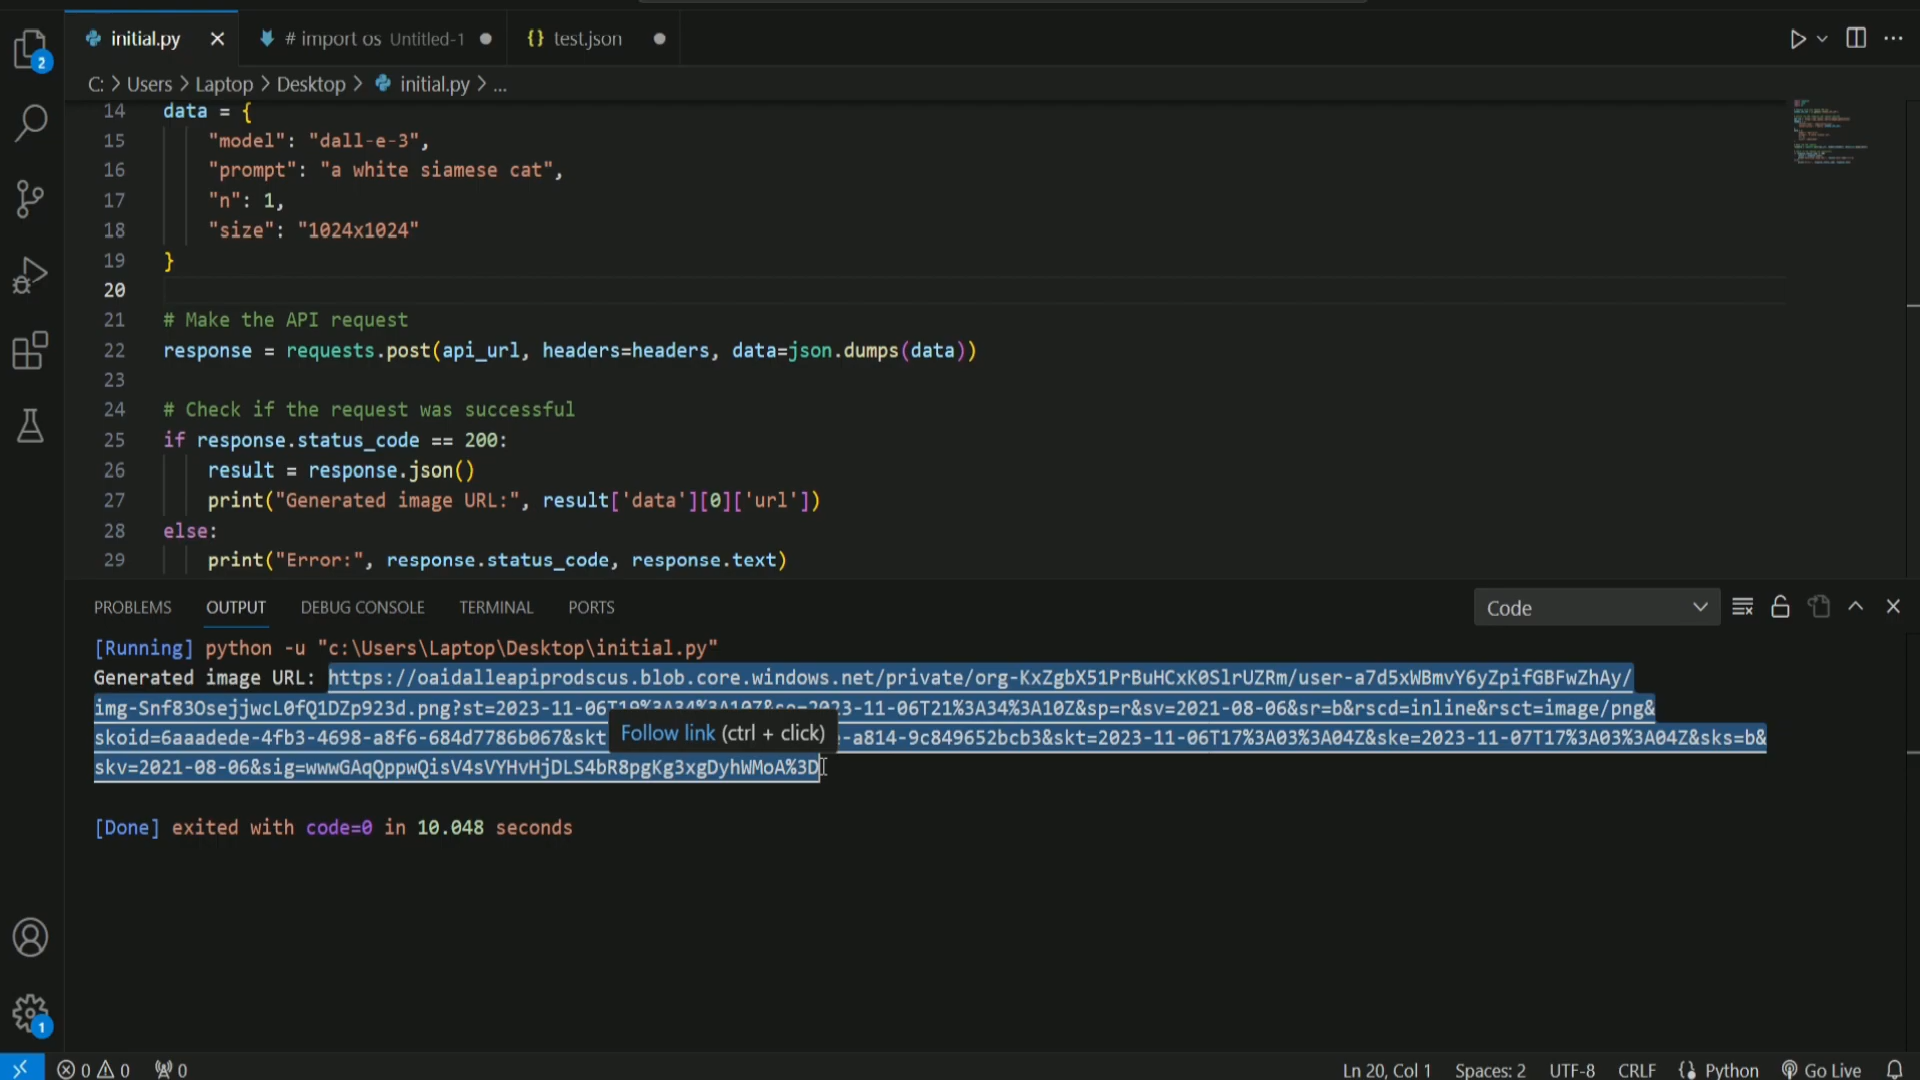 2
initial.py
# import os Untitled-1
{} test.json
C: > Users > Laptop > Desktop > initial.py > ...
14 data = {
15 "model": "dall-e-3",
16 "prompt": "a white siamese cat",
17 "n": 1,
18 "size": "1024x1024"
19 }
20
21 # Make the API request
22 response = requests.post(api_url, headers=headers, data=json.dumps(data))
23
24 # Check if the request was successful
25 if response.status_code == 200:
26 result = response.json()
27 print("Generated image URL:", result['data'][0]['url'])
28 else:
29 print("Error:", response.status_code, response.text)
PROBLEMS OUTPUT DEBUG CONSOLE TERMINAL PORTS
Code
[Running] python -u "c:\Users\Laptop\Desktop\initial.py"
Generated image URL: https://oaidalleapiprodscus.blob.core.windows.net/private/org-KxZgbX51PrBuHCxK0SlrUZRm/user-a7d5xWBmvY6yZpifGBFwZhAy/
img-Snf83OsejjwcL0fQ1DZp923d.png?st=2023-11-06T19%3A34%3A10Z&se=2023-11-06T21%3A34%3A10Z&sp=r&sv=2021-08-06&sr=b&rscd=inline&rsct=image/png&
skoid=6aaadede-4fb3-4698-a8f6-684d7786b067&skt -a814-9c849652bcb3&skt=2023-11-06T17%3A03%3A04Z&ske=2023-11-07T17%3A03%3A04Z&sks=b&
Follow link (ctrl + click)
skv=2021-08-06&sig=wwwGAqQppwQisV4sVYHvHjDLS4bR8pgKg3xgDyhWMoA%3D
[Done] exited with code=0 in 10.048 seconds
1
0 0 0
Ln 20, Col 1 Spaces: 2 UTF-8 CRLF Python Go Live